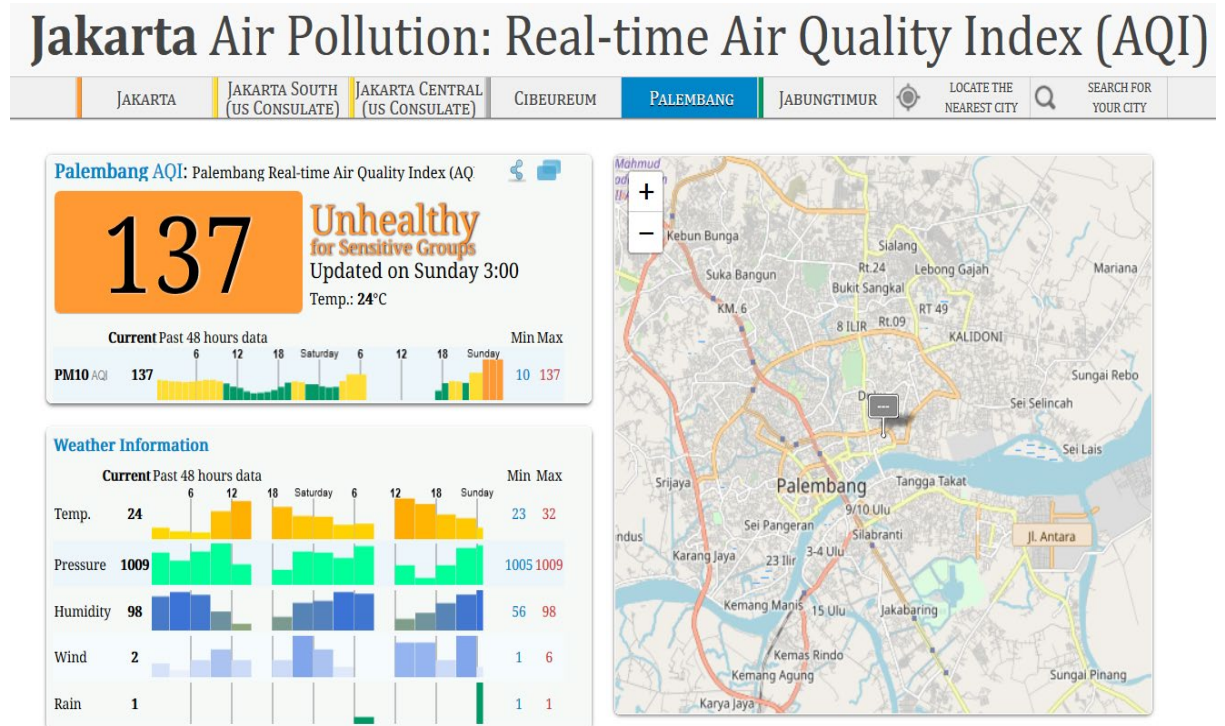 Jakarta Air Pollution: Real-time Air Quality Index (AQI)
JAKARTA
JAKARTA SOUTH
(US CONSULATE)
JAKARTA CENTRAL
(US CONSULATE)
CIBEUREUM
PALEMBANG
JABUNGTIMUR
LOCATE THE
NEAREST CITY
SEARCH FOR
YOUR CITY
Palembang AQI: Palembang Real-time Air Quality Index (AQ
137
Unhealthy
for Sensitive Groups
Updated on Sunday 3:00
Temp.: 24°C
Current Past 48 hours data Min Max
6 12 18 Saturday 6 12 18 Sunday
PM10 AQI 137 10 137
Weather Information
Current Past 48 hours data Min Max
6 12 18 Saturday 6 12 18 Sunday
Temp. 24 23 32
Pressure 1009 1005 1009
Humidity 98 56 98
Wind 2 1 6
Rain 1 1 1
Mahmud
+
−
Kebun Bunga
Sialang
Suka Bangun
Rt.24
Lebong Gajah
Mariana
Bukit Sangkal
KM. 6
RT 49
8 ILIR
Rt.09
KALIDONI
Sungai Rebo
Sei Selincah
Sei Lais
Srijaya
Palembang
Tangga Takat
9/10 Ulu
Sei Pangeran
Silabranti
Jl. Antara
ndus
Karang Jaya
23 Ilir
3-4 Ulu
Kemang Manis
15 Ulu
Jakabaring
Kemas Rindo
Kemang Agung
Sungai Pinang
Karya Jaya